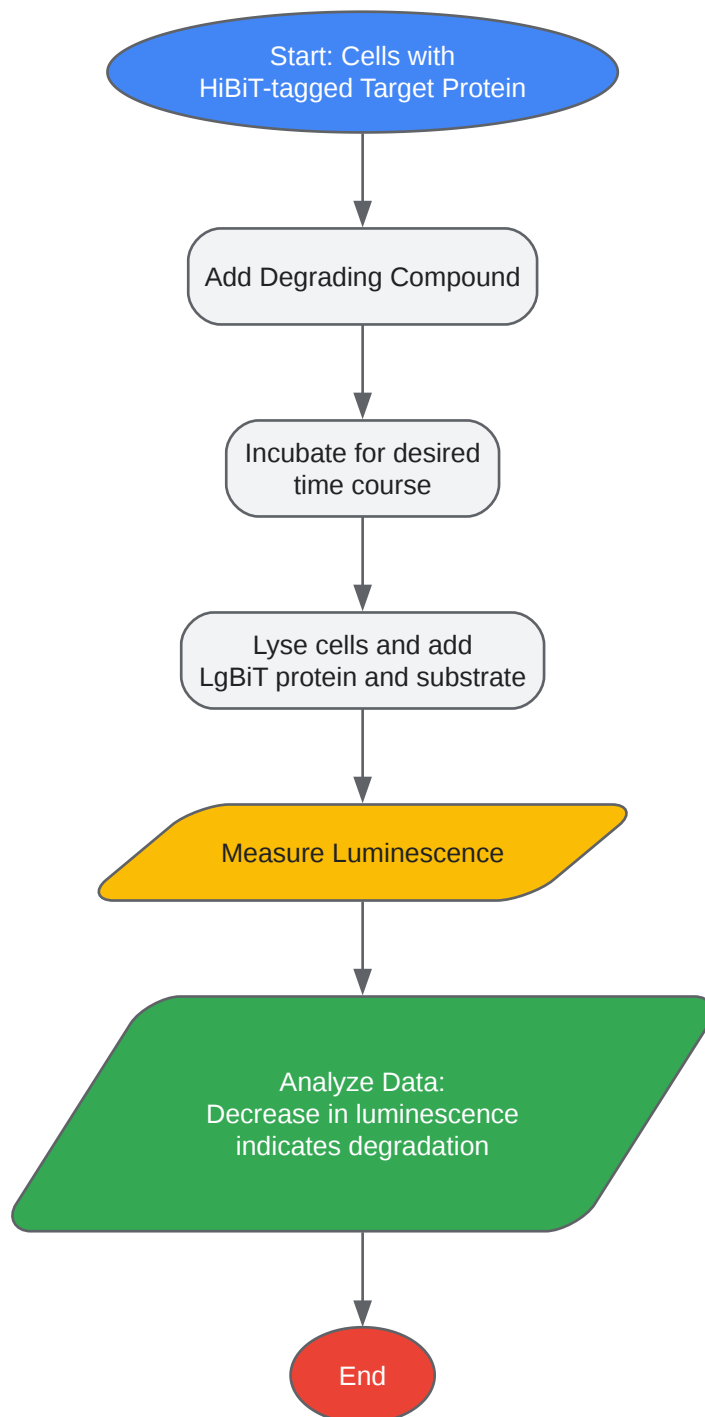 Start: Cells with
HiBiT-tagged Target Protein
Add Degrading Compound
Incubate for desired
time course
Lyse cells and add
LgBiT protein and substrate
Measure Luminescence
Analyze Data:
Decrease in luminescence
indicates degradation
End